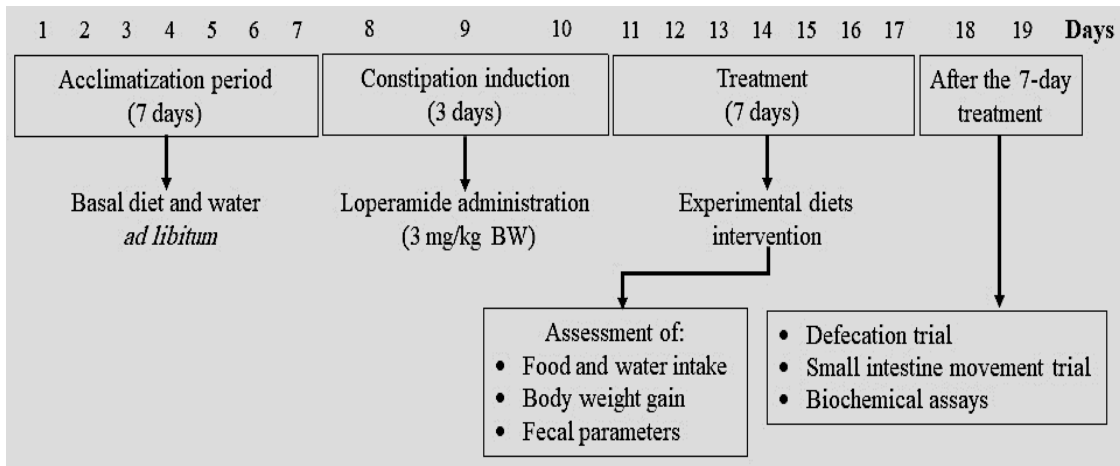 1 2 3 4 5 6 7 8 9 10 11 12 13 14 15 16 17 18 19 Days
Acclimatization period
(7 days)
Constipation induction
(3 days)
Treatment
(7 days)
After the 7-day
treatment
Basal diet and water
ad libitum
Loperamide administration
(3 mg/kg BW)
Experimental diets
intervention
Assessment of:
• Food and water intake
• Body weight gain
• Fecal parameters
• Defecation trial
• Small intestine movement trial
• Biochemical assays